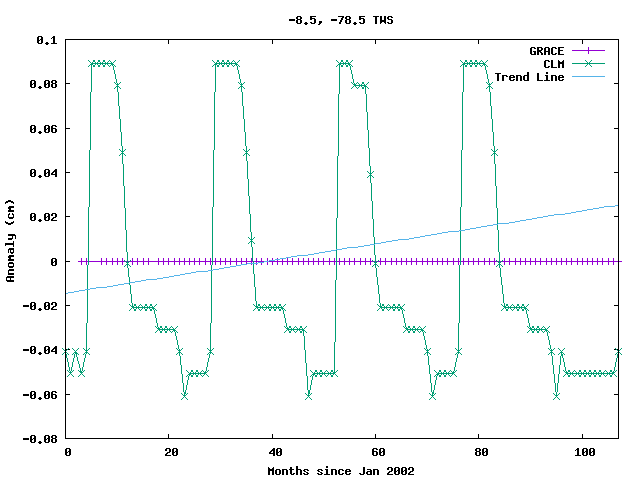 -8.5, -78.5 TWS
0.1
0.08
0.06
0.04
0.02
0
-0.02
-0.04
-0.06
-0.08
Anomaly (cm)
GRACE
CLM
Trend Line
0 20 40 60 80 100
Months since Jan 2002